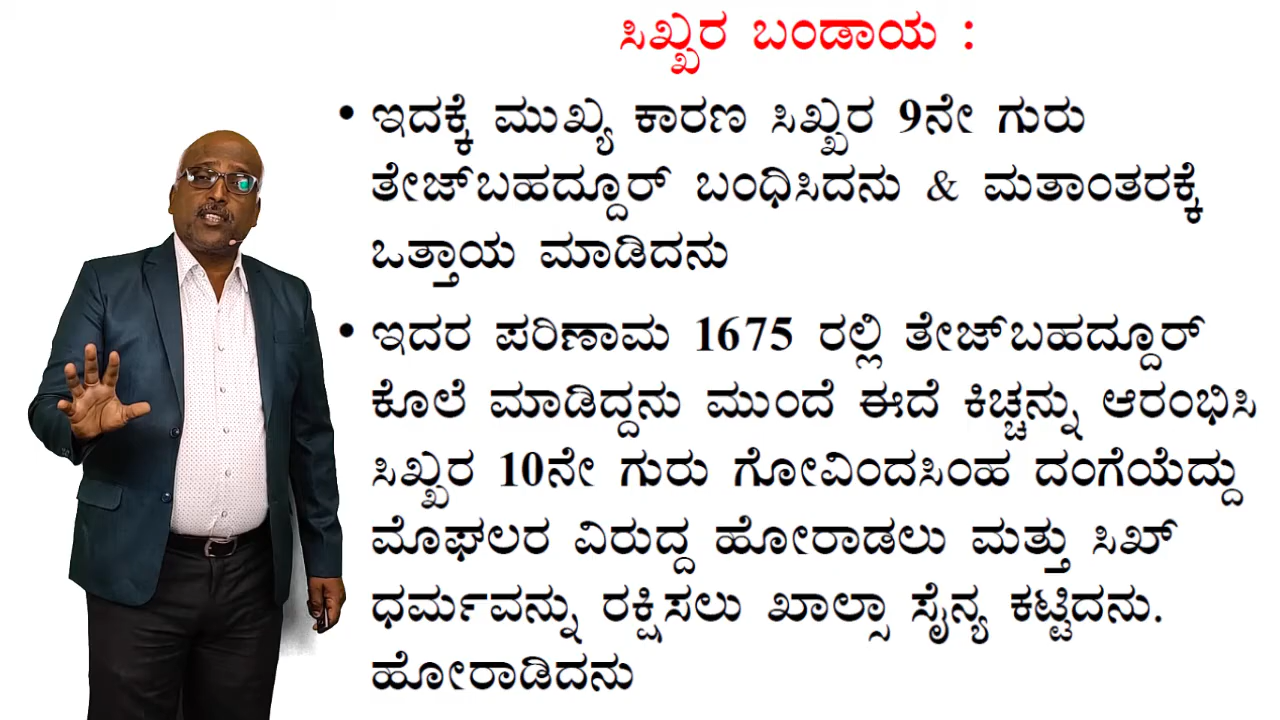 ಸಿಖ್ಖರ ಬಂಡಾಯ :
• ಇದಕ್ಕೆ ಮುಖ್ಯ ಕಾರಣ ಸಿಖ್ಖರ 9ನೇ ಗುರು
ತೇಜ್‌ಬಹದ್ದೂರ್ ಬಂಧಿಸಿದನು & ಮತಾಂತರಕ್ಕೆ
ಒತ್ತಾಯ ಮಾಡಿದನು
• ಇದರ ಪರಿಣಾಮ 1675 ರಲ್ಲಿ ತೇಜ್‌ಬಹದ್ದೂರ್
ಕೊಲೆ ಮಾಡಿದ್ದನು ಮುಂದೆ ಈದೆ ಕಿಚ್ಚನ್ನು ಆರಂಭಿಸಿ
ಸಿಖ್ಖರ 10ನೇ ಗುರು ಗೋವಿಂದಸಿಂಹ ದಂಗೆಯೆದ್ದು
ಮೊಘಲರ ವಿರುದ್ದ ಹೋರಾಡಲು ಮತ್ತು ಸಿಖ್
ಧರ್ಮವನ್ನು ರಕ್ಷಿಸಲು ಖಾಲ್ಸಾ ಸೈನ್ಯ ಕಟ್ಟಿದನು.
ಹೋರಾಡಿದನು